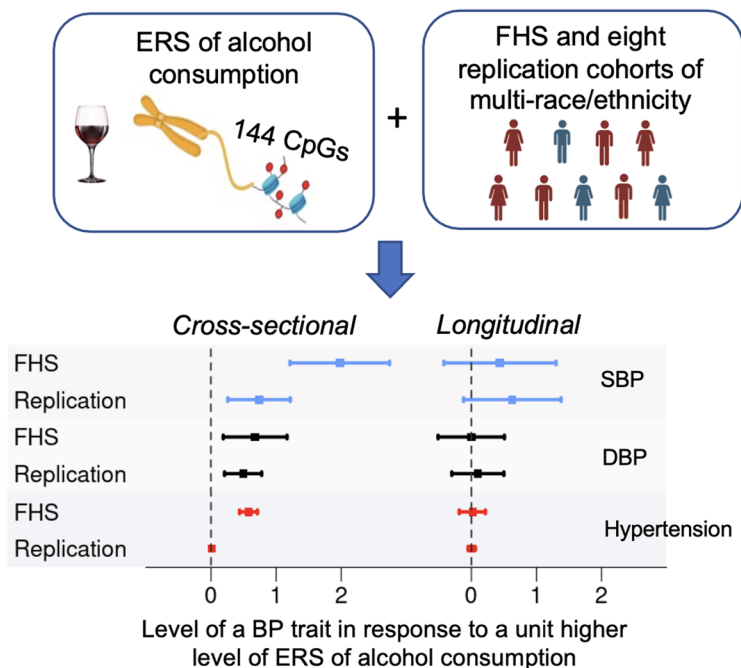 ERS of alcohol
consumption
144 CpGs
+
FHS and eight
replication cohorts of
multi-race/ethnicity
Cross-sectional
Longitudinal
FHS
Replication
SBP
FHS
Replication
DBP
FHS
Replication
Hypertension
0 1 2 0 1 2
Level of a BP trait in response to a unit higher
level of ERS of alcohol consumption